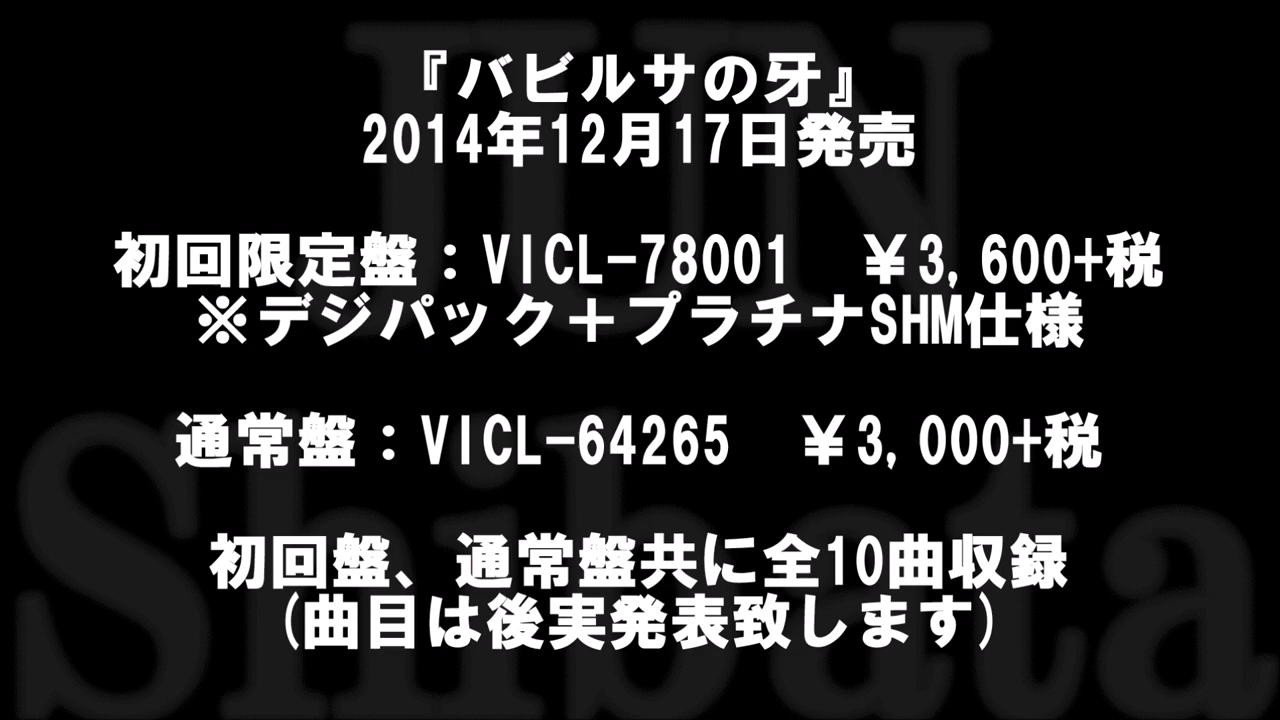 JUN
Shibata
『バビルサの牙』
2014年12月17日発売
初回限定盤：VICL-78001　￥3,600+税
※デジパック＋プラチナSHM仕様
通常盤：VICL-64265　￥3,000+税
初回盤、通常盤共に全10曲収録
(曲目は後実発表致します)